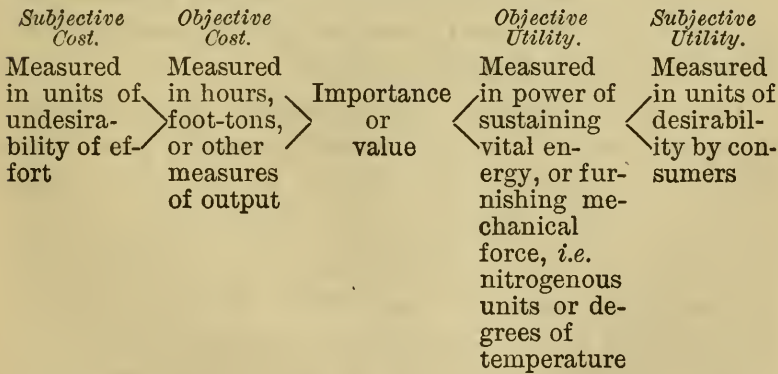 Subjective Cost.
Measured
in units of
undesira-
bility of ef-
fort
Objective Cost.
Measured
in hours,
foot-tons,
or other
measures
of output
Importance
or
value
Objective Utility.
Measured
in power of
sustaining
vital en-
ergy, or fur-
nishing me-
chanical
force, i.e.
nitrogenous
units or de-
grees of
temperature
Subjective Utility.
Measured
in units of
desirabil-
ity by con-
sumers